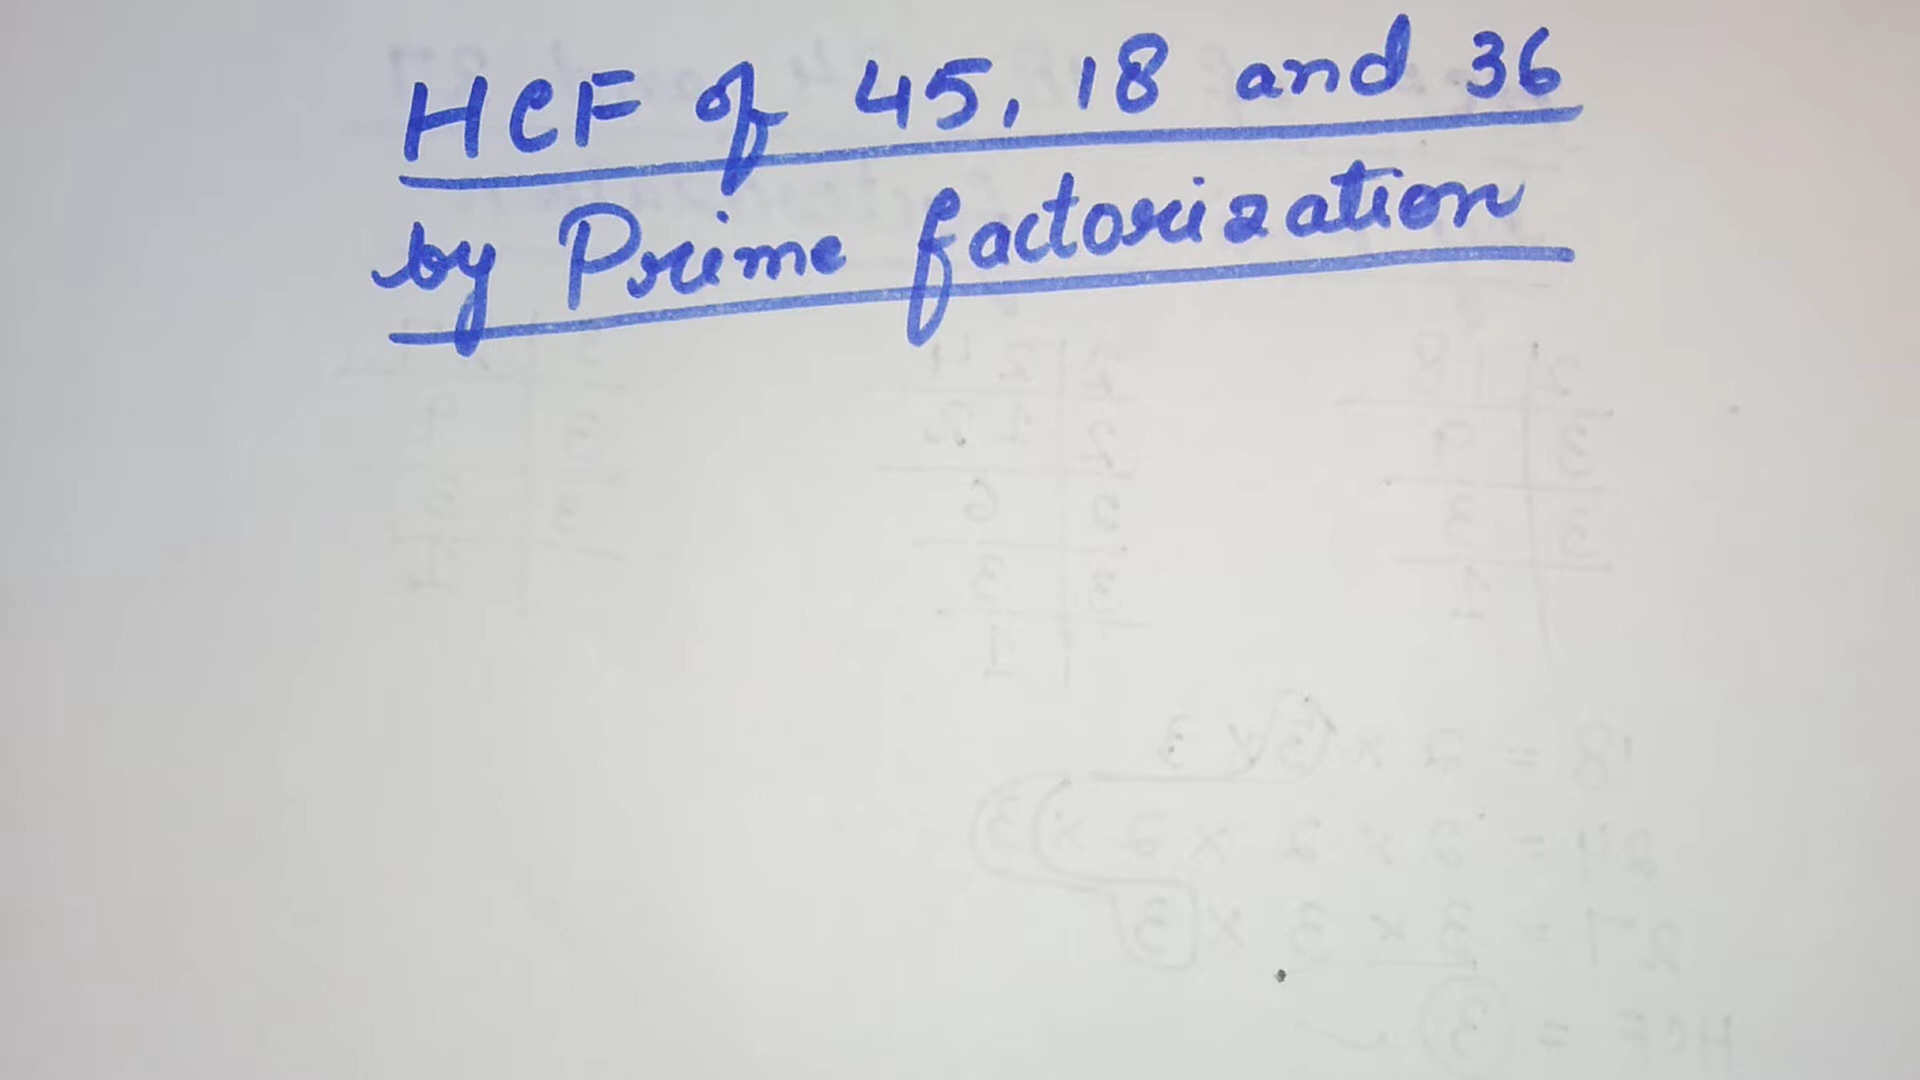 HCF of 45, 18 and 36
by Prime factorization